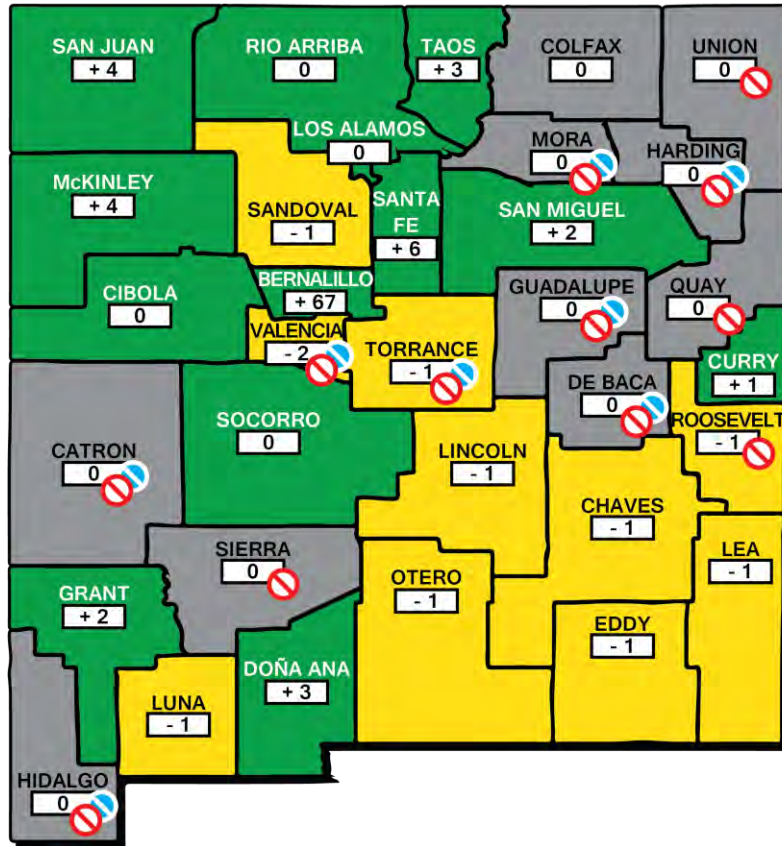 SAN JUAN
+ 4
RIO ARRIBA
0
TAOS
+ 3
COLFAX
0
UNION
0
LOS ALAMOS
0
MORA
0
HARDING
0
McKINLEY
+ 4
SANDOVAL
- 1
SANTA
FE
+ 6
SAN MIGUEL
+ 2
CIBOLA
0
BERNALILLO
+ 67
GUADALUPE
0
QUAY
0
VALENCIA
- 2
TORRANCE
- 1
CURRY
+ 1
DE BACA
0
ROOSEVELT
- 1
SOCORRO
0
CATRON
0
LINCOLN
- 1
CHAVES
- 1
SIERRA
0
LEA
- 1
GRANT
+ 2
OTERO
- 1
EDDY
- 1
DOÑA ANA
+ 3
LUNA
- 1
HIDALGO
0